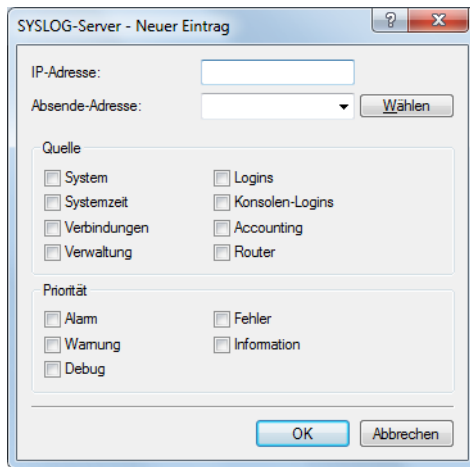 SYSLOG-Server - Neuer Eintrag
IP-Adresse:
Absende-Adresse:
Wählen
Quelle
System
Logins
Systemzeit
Konsolen-Logins
Verbindungen
Accounting
Verwaltung
Router
Priorität
Alarm
Fehler
Warnung
Information
Debug
OK
Abbrechen